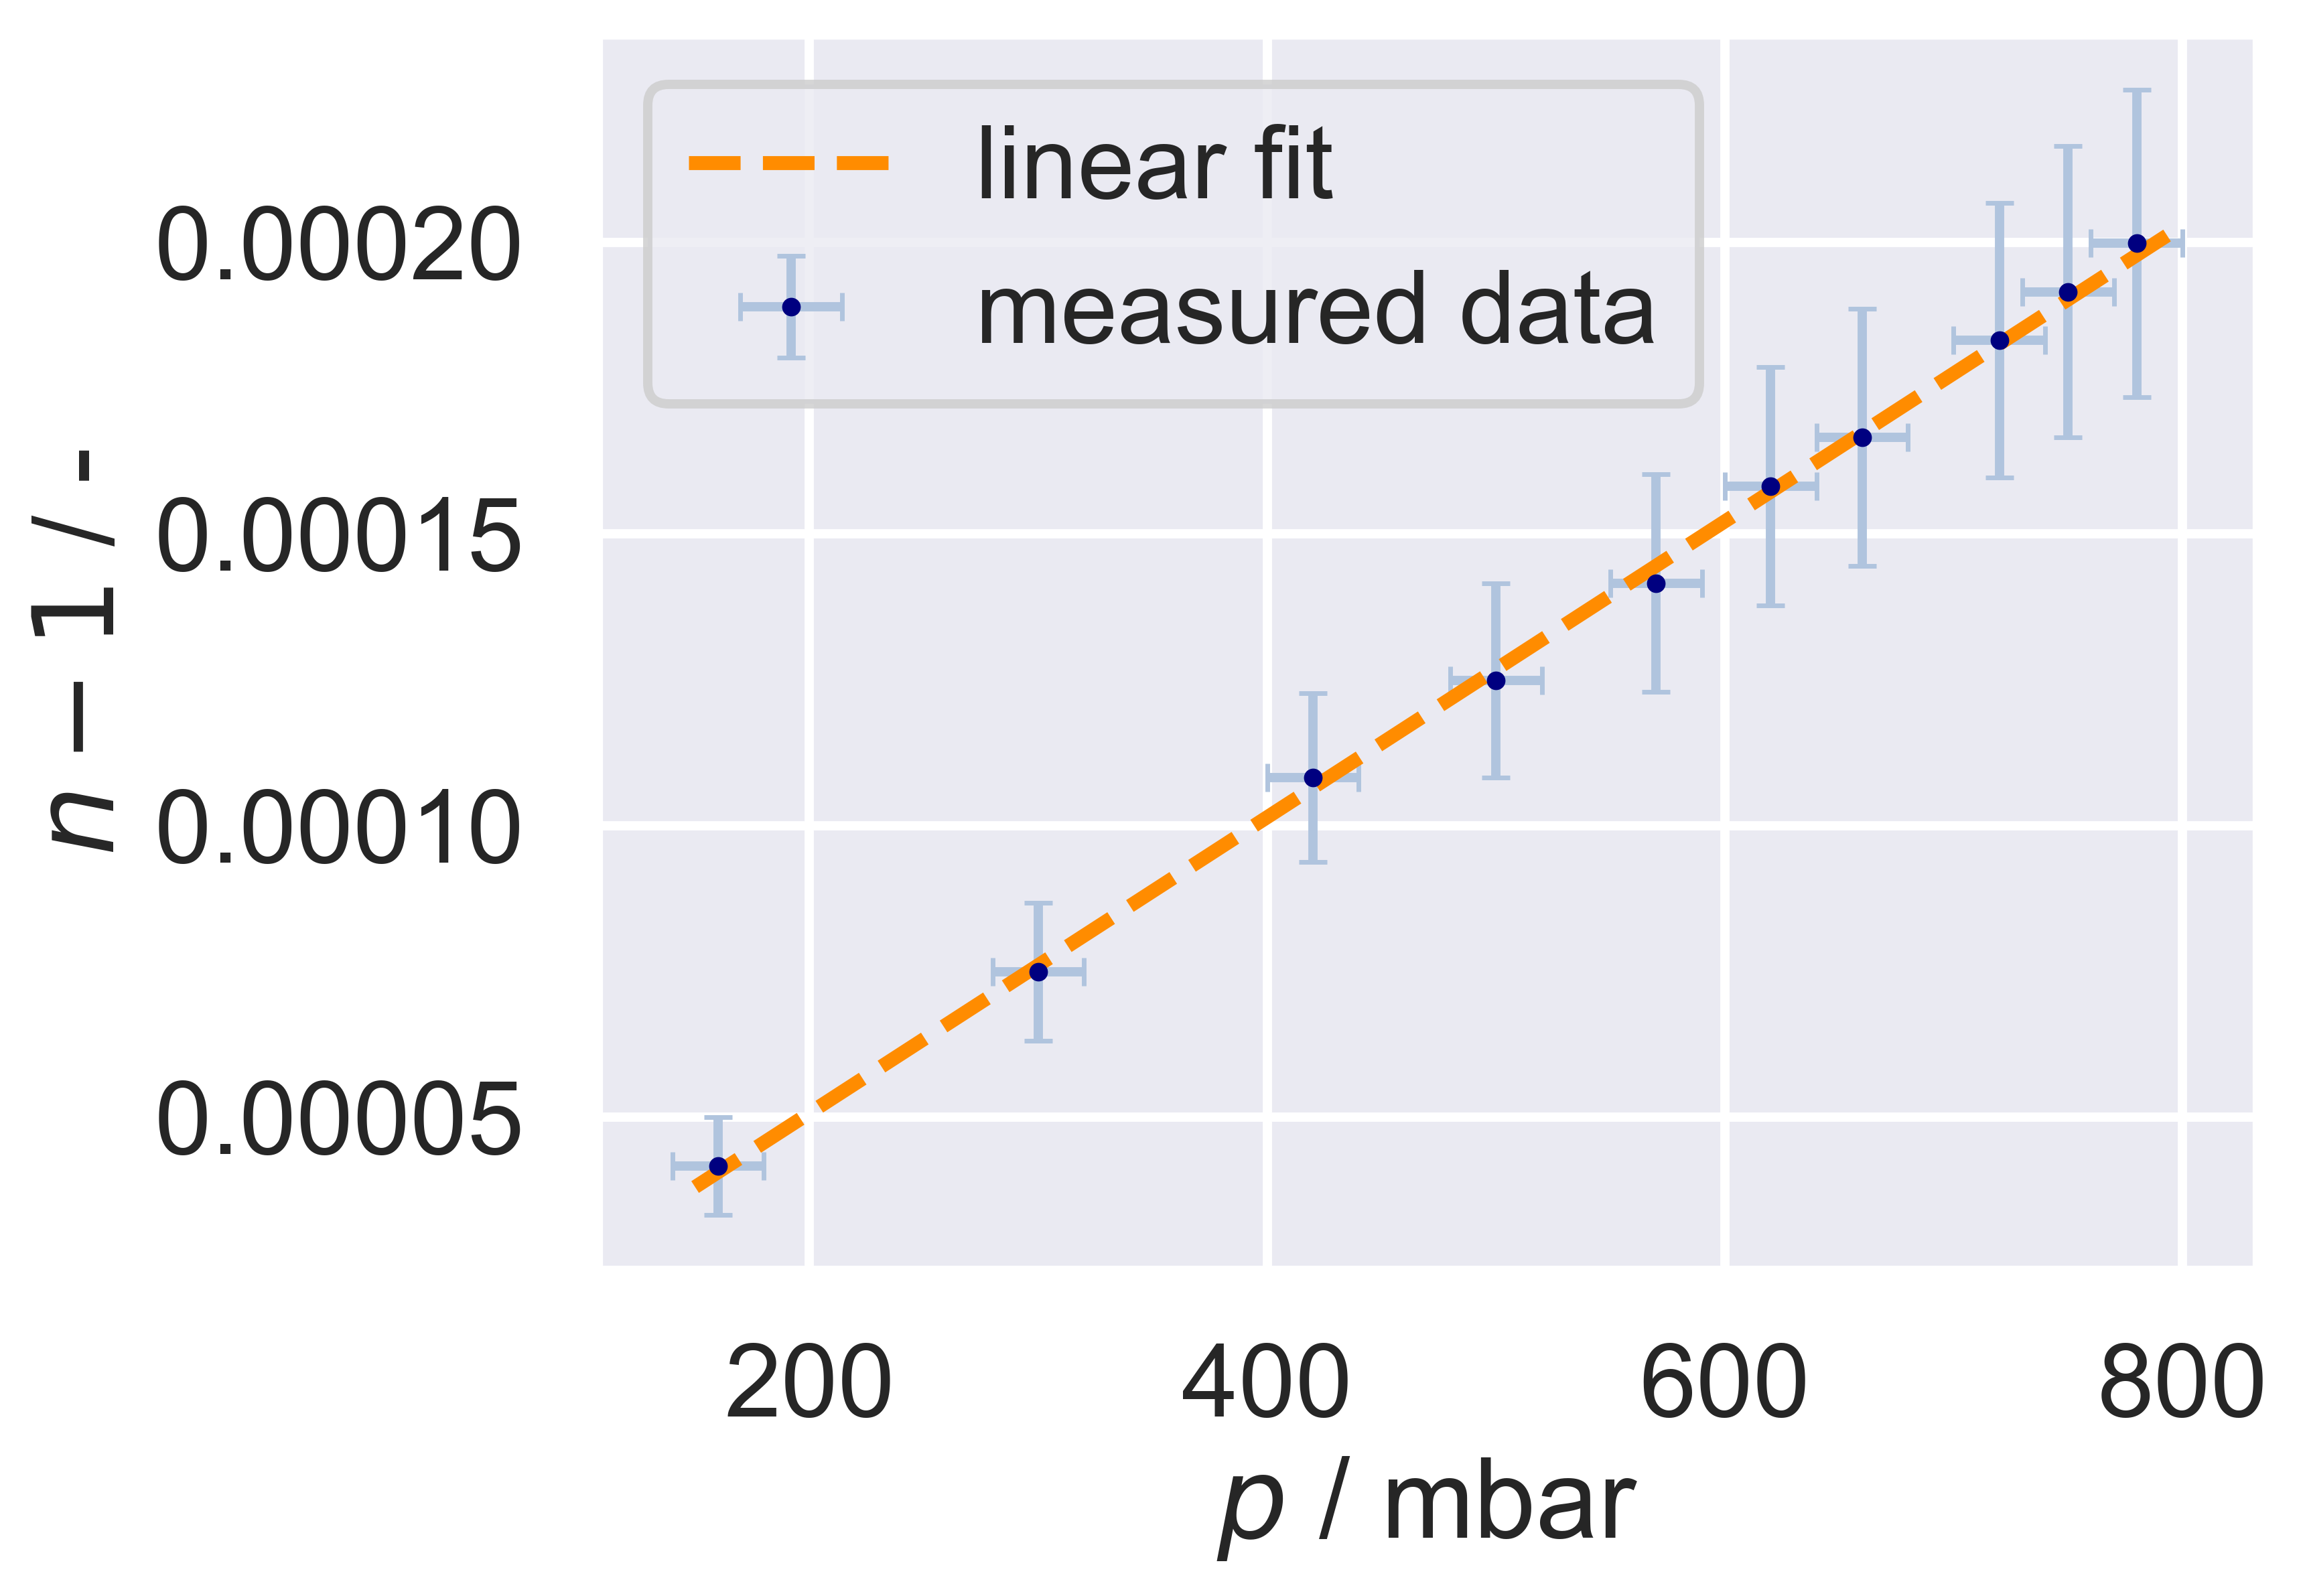 linear fit
measured data
0.00020
0.00015
0.00010
0.00005
n − 1 / -
200 400 600 800
p / mbar